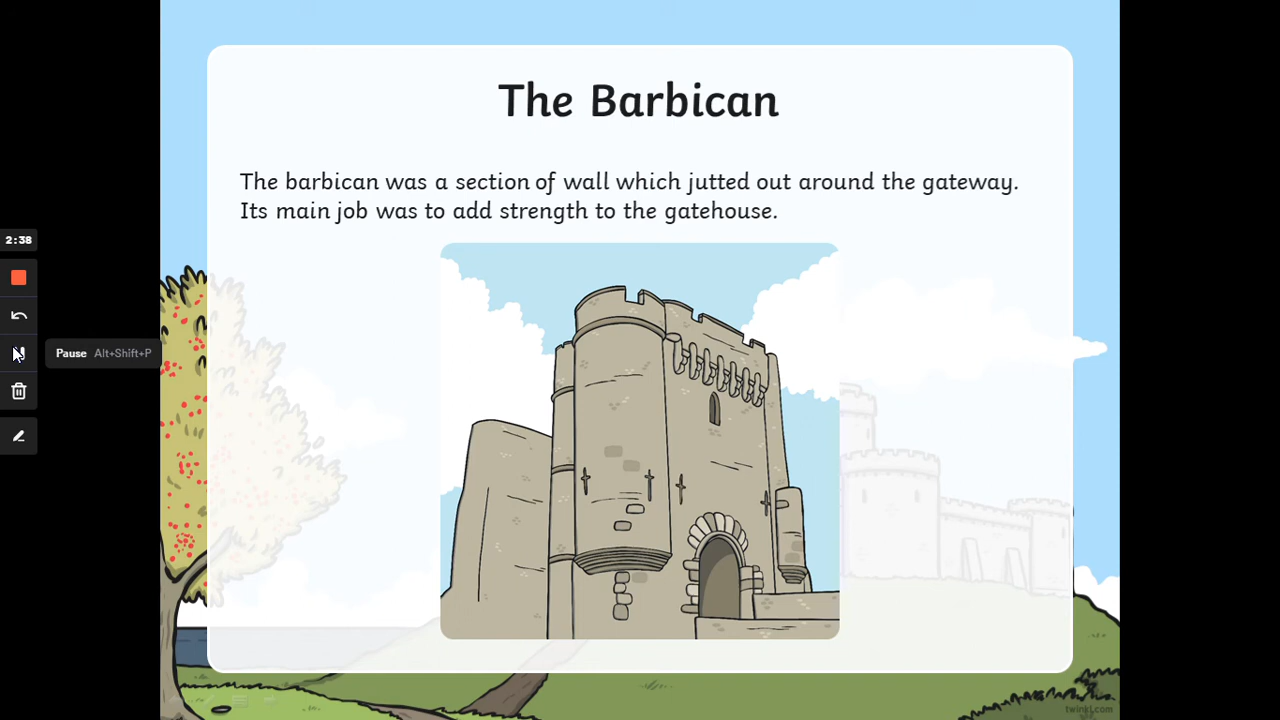 The Barbican
The barbican was a section of wall which jutted out around the gateway.
Its main job was to add strength to the gatehouse.
2:38
Pause Alt+Shift+P
twinkl.com